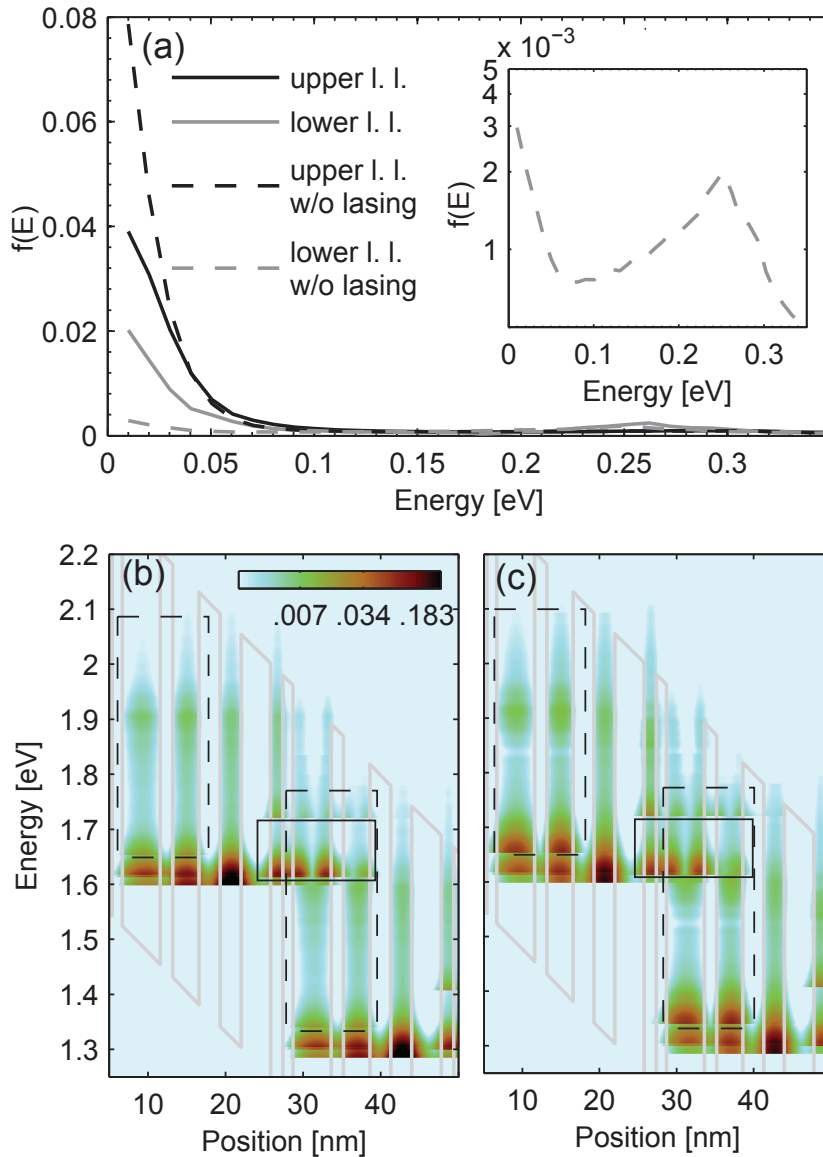 (a)
0.08
0.06
0.04
0.02
0
f(E)
upper l. l.
lower l. l.
upper l. l.
w/o lasing
lower l. l.
w/o lasing
x 10⁻³
5
4
3
2
1
f(E)
0 0.1 0.2 0.3
Energy [eV]
0 0.05 0.1 0.15 0.2 0.25 0.3
Energy [eV]
(b)
(c)
.007 .034 .183
2.2
2.1
2
1.9
1.8
1.7
1.6
1.5
1.4
1.3
Energy [eV]
10 20 30 40
Position [nm]
10 20 30 40
Position [nm]